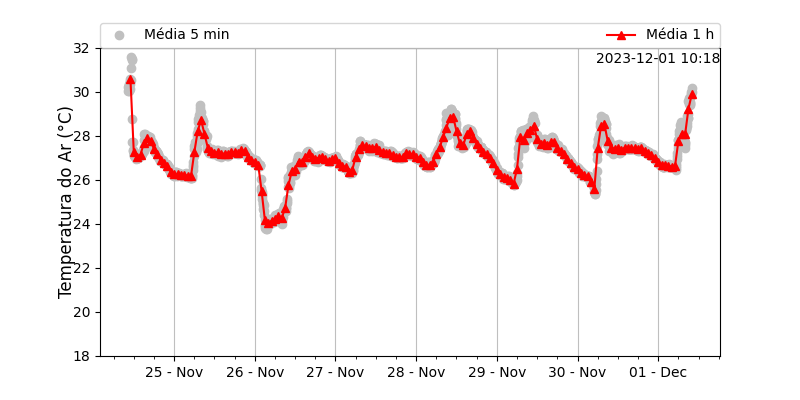 Média 5 min
Média 1 h
2023-12-01 10:18
Temperatura do Ar (°C)
32
30
28
26
24
22
20
18
25 - Nov
26 - Nov
27 - Nov
28 - Nov
29 - Nov
30 - Nov
01 - Dec